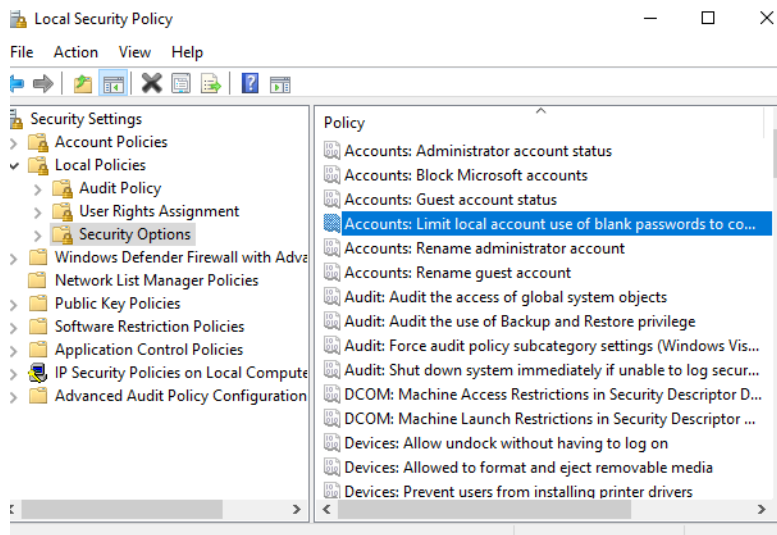 Local Security Policy
File Action View Help
Security Settings
Account Policies
Local Policies
Audit Policy
User Rights Assignment
Security Options
Windows Defender Firewall with Adva
Network List Manager Policies
Public Key Policies
Software Restriction Policies
Application Control Policies
IP Security Policies on Local Compute
Advanced Audit Policy Configuration
Policy
Accounts: Administrator account status
Accounts: Block Microsoft accounts
Accounts: Guest account status
Accounts: Limit local account use of blank passwords to co...
Accounts: Rename administrator account
Accounts: Rename guest account
Audit: Audit the access of global system objects
Audit: Audit the use of Backup and Restore privilege
Audit: Force audit policy subcategory settings (Windows Vis...
Audit: Shut down system immediately if unable to log secur...
DCOM: Machine Access Restrictions in Security Descriptor D...
DCOM: Machine Launch Restrictions in Security Descriptor ...
Devices: Allow undock without having to log on
Devices: Allowed to format and eject removable media
Devices: Prevent users from installing printer drivers